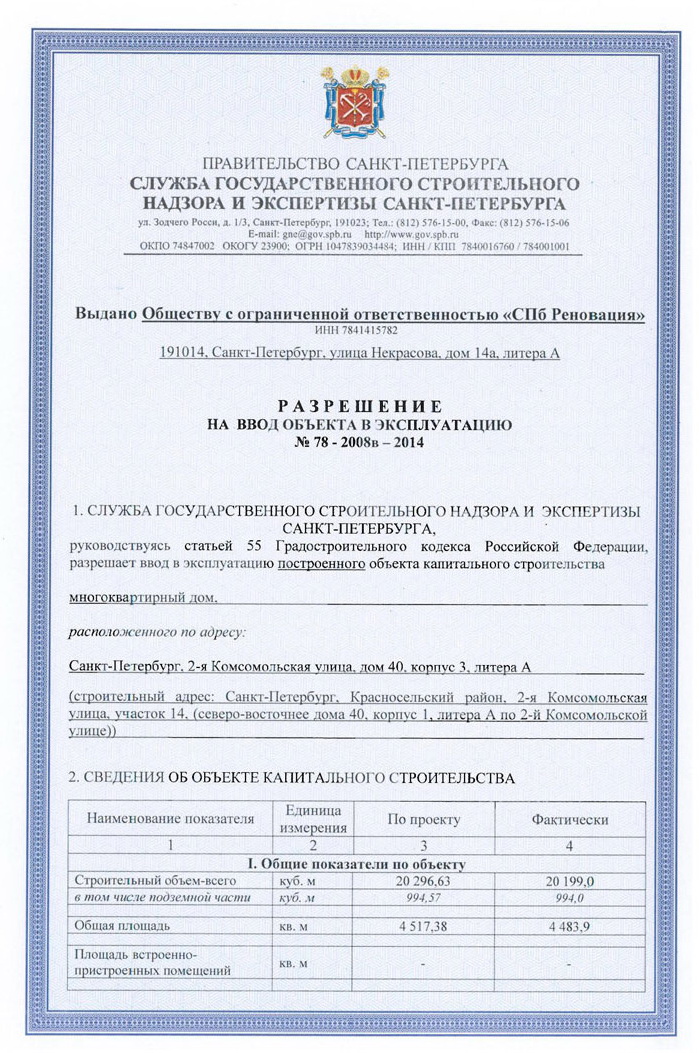 ПРАВИТЕЛЬСТВО САНКТ-ПЕТЕРБУРГА
СЛУЖБА ГОСУДАРСТВЕННОГО СТРОИТЕЛЬНОГО
НАДЗОРА И ЭКСПЕРТИЗЫ САНКТ-ПЕТЕРБУРГА
ул. Зодчего Росси, д. 1/3, Санкт-Петербург, 191023; Тел.: (812) 576-15-00, Факс: (812) 576-15-06
E-mail: gne@gov.spb.ru http://www.gov.spb.ru
ОКПО 74847002 ОКОГУ 23900; ОГРН 1047839034484; ИНН / КПП 7840016760 / 784001001
Выдано Обществу с ограниченной ответственностью «СПб Реновация»
ИНН 7841415782
191014, Санкт-Петербург, улица Некрасова, дом 14а, литера А
РАЗРЕШЕНИЕ
НА ВВОД ОБЪЕКТА В ЭКСПЛУАТАЦИЮ
№ 78 - 2008в – 2014
1. СЛУЖБА ГОСУДАРСТВЕННОГО СТРОИТЕЛЬНОГО НАДЗОРА И ЭКСПЕРТИЗЫ
САНКТ-ПЕТЕРБУРГА,
руководствуясь статьей 55 Градостроительного кодекса Российской Федерации,
разрешает ввод в эксплуатацию построенного объекта капитального строительства
многоквартирный дом,
расположенного по адресу:
Санкт-Петербург, 2-я Комсомольская улица, дом 40, корпус 3, литера А
(строительный адрес: Санкт-Петербург, Красносельский район, 2-я Комсомольская
улица, участок 14, (северо-восточнее дома 40, корпус 1, литера А по 2-й Комсомольской
улице))
2. СВЕДЕНИЯ ОБ ОБЪЕКТЕ КАПИТАЛЬНОГО СТРОИТЕЛЬСТВА
Наименование показателя Единица измерения По проекту Фактически
1 2 3 4
I. Общие показатели по объекту
Строительный объем-всего куб. м 20 296,63 20 199,0
в том числе подземной части куб. м 994,57 994,0
Общая площадь кв. м 4 517,38 4 483,9
Площадь встроенно-
пристроенных помещений кв. м - -